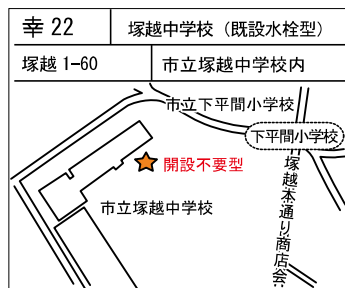 幸 22
塚越中学校（既設水栓型）
塚越 1-60
市立塚越中学校内
市立下平間小学校
下平間小学校
開設不要型
市立塚越中学校
塚越本通り商店会